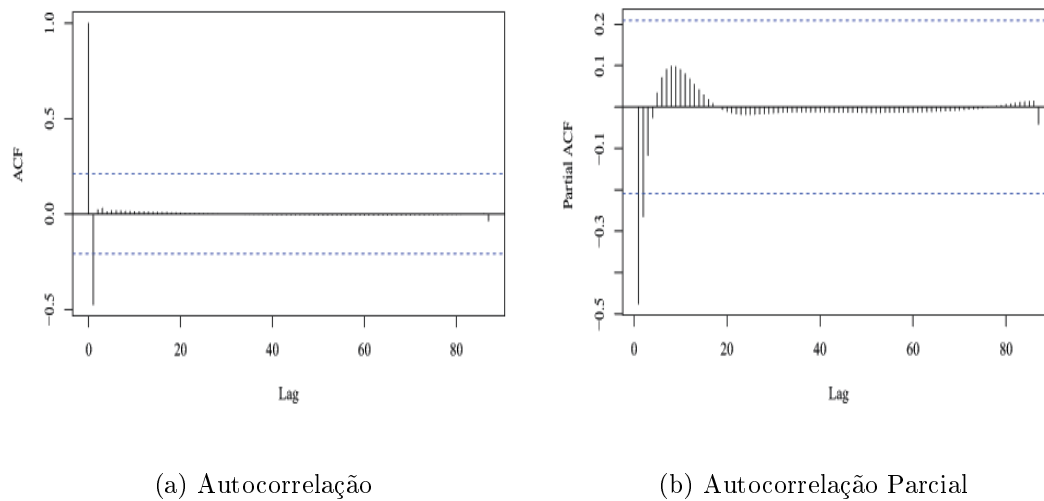 1.0
0.5
0.0
−0.5
ACF
0 20 40 60 80
Lag
0.2
0.1
−0.1
−0.3
−0.5
Partial ACF
0 20 40 60 80
Lag
(a) Autocorrelação
(b) Autocorrelação Parcial